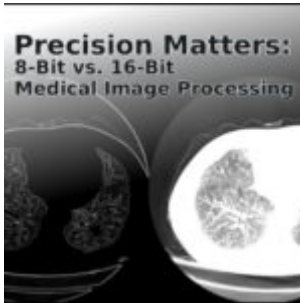 Precision Matters:
8-Bit vs. 16-Bit
Medical Image Processing